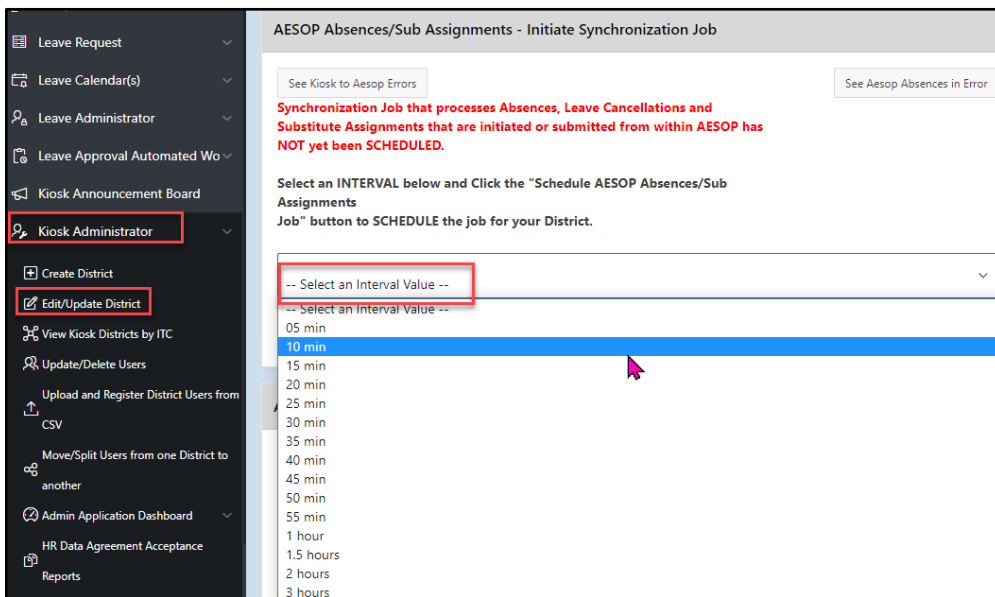 Leave Request
Leave Calendar(s)
Leave Administrator
Leave Approval Automated Wo
Kiosk Announcement Board
Kiosk Administrator
Create District
Edit/Update District
View Kiosk Districts by ITC
Update/Delete Users
Upload and Register District Users from
CSV
Move/Split Users from one District to
another
Admin Application Dashboard
HR Data Agreement Acceptance
Reports
AESOP Absences/Sub Assignments - Initiate Synchronization Job
See Kiosk to Aesop Errors
See Aesop Absences in Error
Synchronization Job that processes Absences, Leave Cancellations and
Substitute Assignments that are initiated or submitted from within AESOP has
NOT yet been SCHEDULED.
Select an INTERVAL below and Click the "Schedule AESOP Absences/Sub
Assignments
Job" button to SCHEDULE the job for your District.
-- Select an Interval Value --
-- Select an Interval Value --
05 min
10 min
15 min
20 min
25 min
30 min
35 min
40 min
45 min
50 min
55 min
1 hour
1.5 hours
2 hours
3 hours